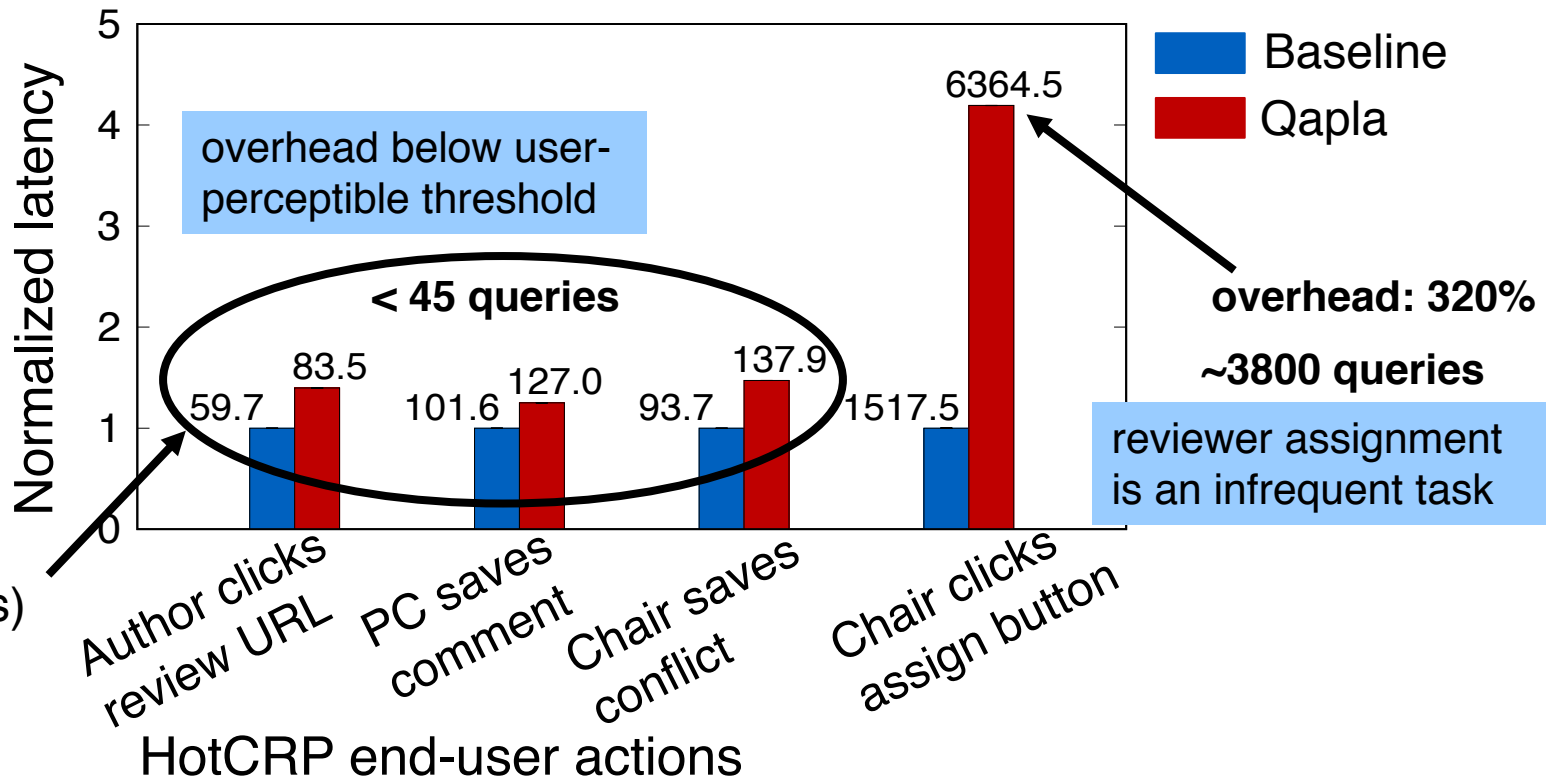 Normalized latency
5
4
3
2
1
0
Baseline
Qapla
overhead below user-
perceptible threshold
< 45 queries
59.7
83.5
101.6
127.0
93.7
137.9
1517.5
6364.5
overhead: 320%
~3800 queries
reviewer assignment
is an infrequent task
s)
Author clicks
review URL
PC saves
comment
Chair saves
conflict
Chair clicks
assign button
HotCRP end-user actions